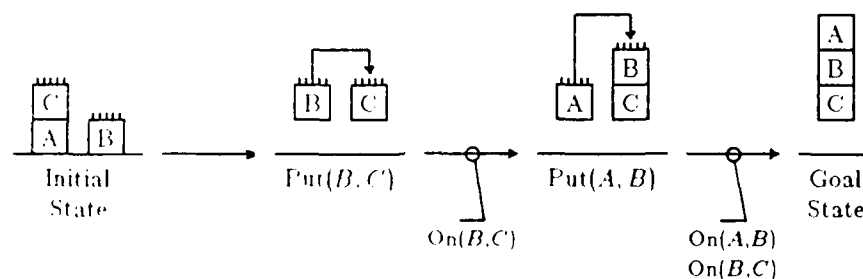 A
B
B
C
B
C
A
C
B
C
A
B
C
Initial
State
Put(B, C)
On(B,C)
Put(A, B)
On(A,B)
On(B,C)
Goal
State